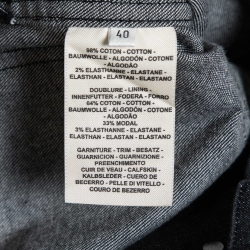 40
98% COTON - COTTON -
BAUMWOLLE - ALGODÓN - COTONE
- ALGODÃO
2% ELASTHANNE - ELASTANE -
ELASTHAN - ELASTAN - ELASTANO
DOUBLURE - LINING -
INNENFUTTER - FODERA - FORRO
64% COTON - COTTON -
BAUMWOLLE - ALGODÓN - COTONE
- ALGODÃO
33% MODAL
3% ELASTHANNE - ELASTANE -
ELASTHAN - ELASTAN - ELASTANO
GARNITURE - TRIM - BESATZ -
GUARNICION - GUARNIZIONE -
PREENCHIMENTO
CUIR DE VEAU - CALFSKIN -
KALBSLEDER - CUERO DE
BECERRO - PELLE DI VITELLO -
COURO DE BEZERRO